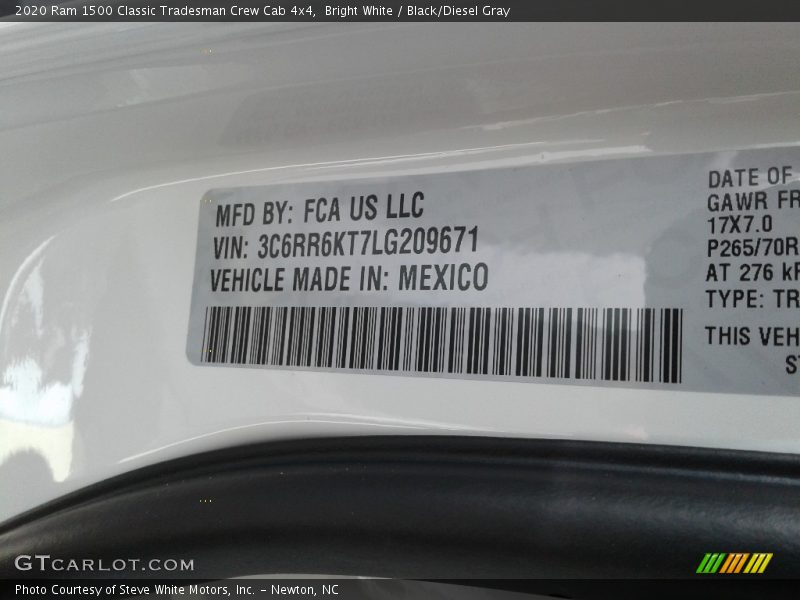 2020 Ram 1500 Classic Tradesman Crew Cab 4x4,  Bright White / Black/Diesel Gray
MFD BY: FCA US LLC
VIN: 3C6RR6KT7LG209671
VEHICLE MADE IN: MEXICO
DATE OF
GAWR FR
17X7.0
P265/70R
AT 276 kP
TYPE: TR
THIS VEH
ST
GTCARLOT.COM
Photo Courtesy of Steve White Motors, Inc. – Newton, NC